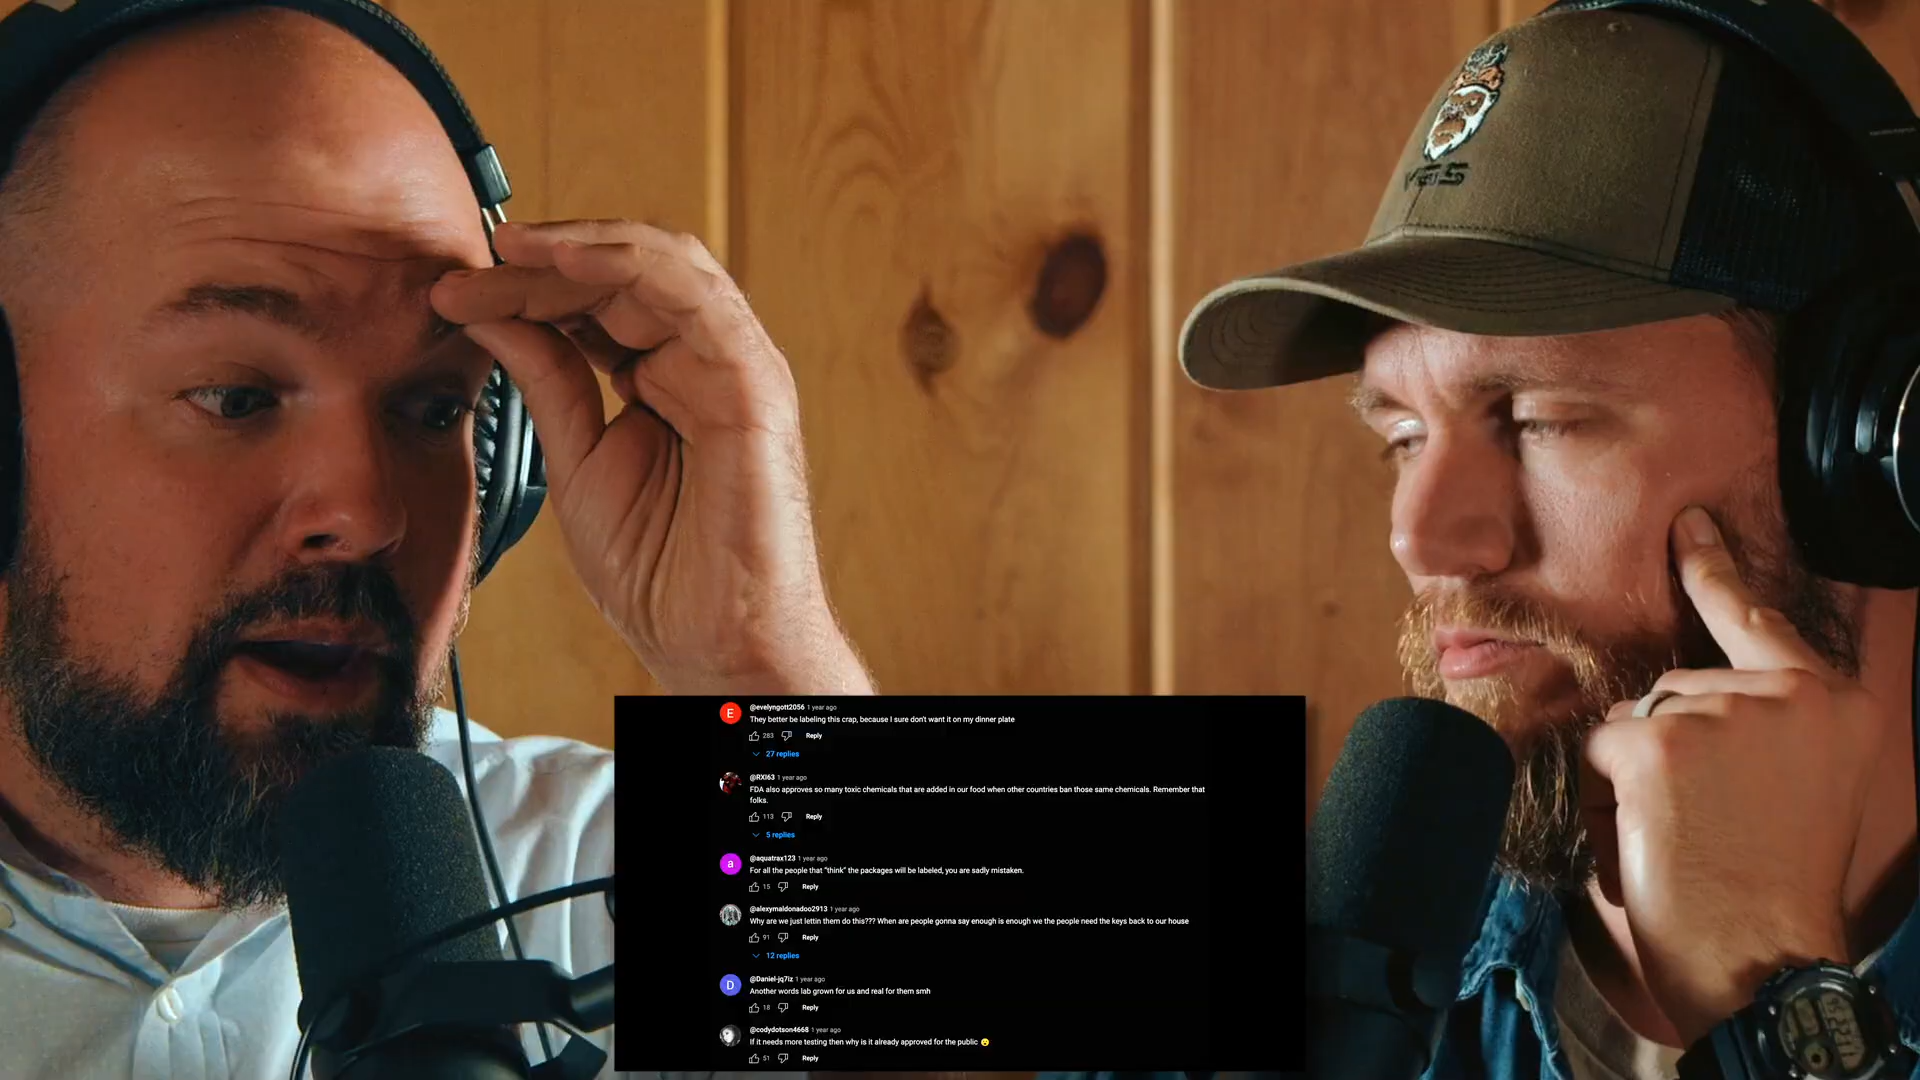 VGS
E
@evelyngott2056 1 year ago
They better be labeling this crap, because I sure don't want it on my dinner plate
283 Reply
27 replies
@RXI63 1 year ago
FDA also approves so many toxic chemicals that are added in our food when other countries ban those same chemicals. Remember that
folks.
113 Reply
5 replies
a
@aquatrax123 1 year ago
For all the people that "think" the packages will be labeled, you are sadly mistaken.
15 Reply
@alexymaldonadoo2913 1 year ago
Why are we just lettin them do this??? When are people gonna say enough is enough we the people need the keys back to our house
91 Reply
12 replies
D
@Daniel-jq7iz 1 year ago
Another words lab grown for us and real for them smh
18 Reply
@codydotson4668 1 year ago
If it needs more testing then why is it already approved for the public 😮
51 Reply